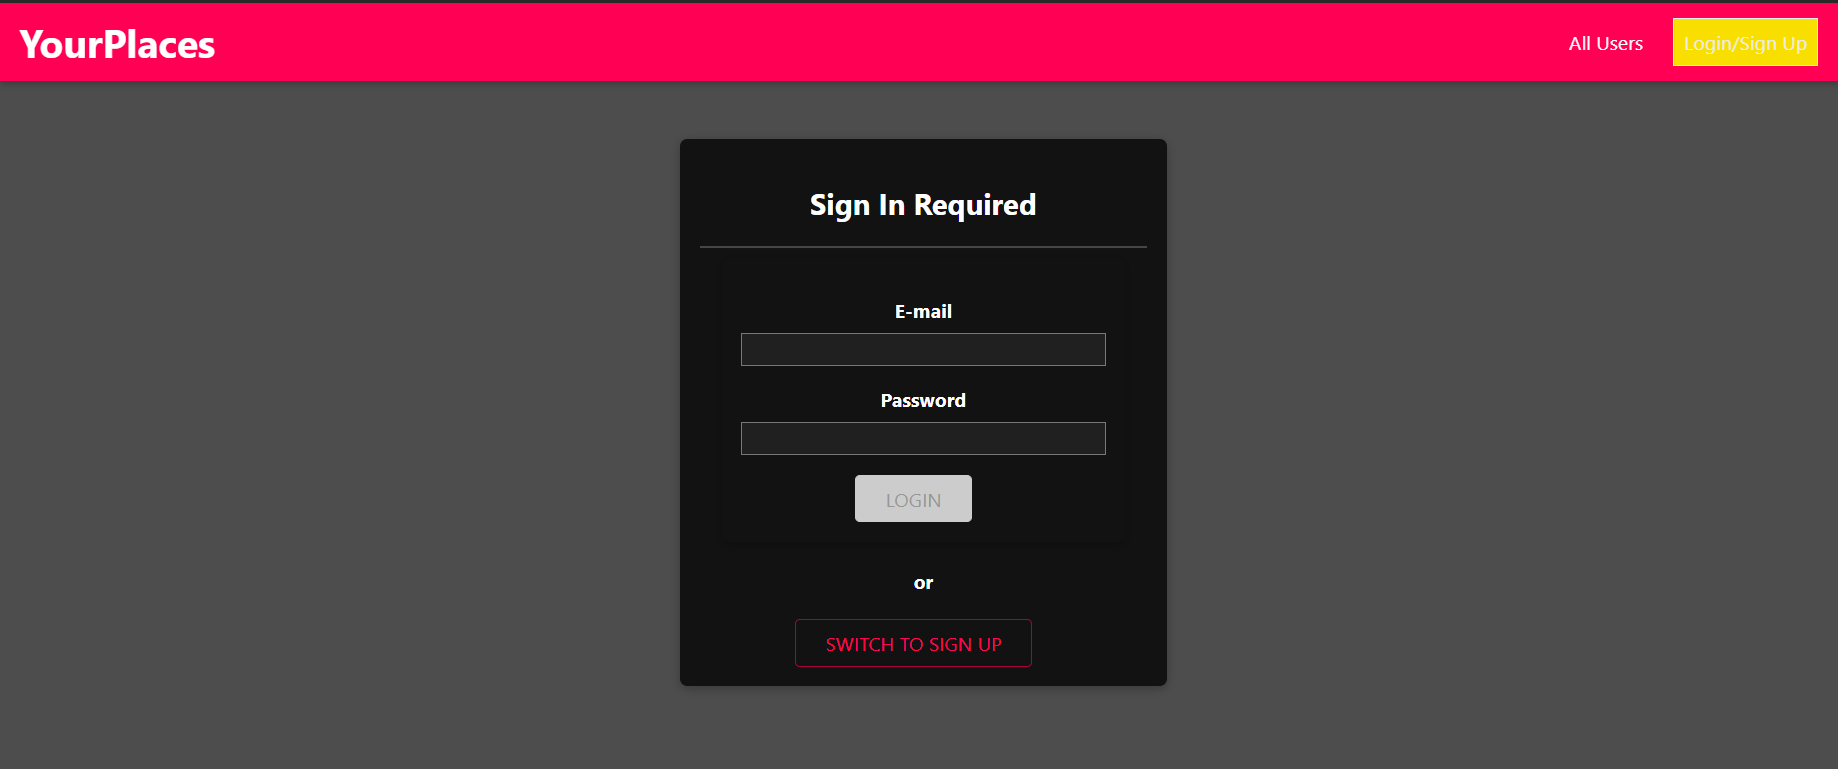 YourPlaces
All Users
Login/Sign Up
Sign In Required
E-mail
Password
LOGIN
or
SWITCH TO SIGN UP